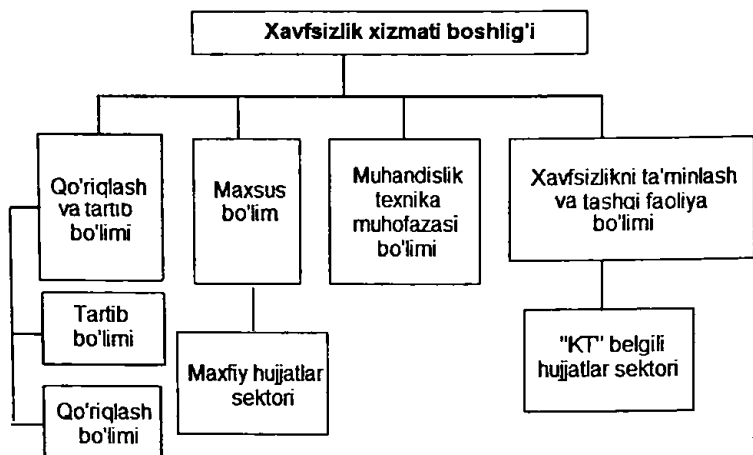 Xavfsizlik xizmati boshlig'i
Qo'riqlash
va tartib
bo'limi
Maxsus
bo'lim
Muhandislik
texnika
muhofazasi
bo'limi
Xavfsizlikni ta'minlash
va tashqi faoliya
bo'limi
Tartib
bo'limi
Maxfiy hujjatlar
sektori
"KT" belgili
hujjatlar sektori
Qo'riqlash
bo'limi